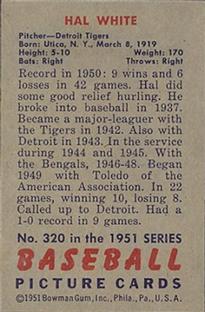 HAL WHITE
Pitcher—Detroit Tigers
Born: Utica, N. Y., March 8, 1919
Height: 5-10 Weight: 170
Bats: Right Throws: Right
Record in 1950: 9 wins and 6
losses in 42 games. Hal did
some good relief hurling. He
broke into baseball in 1937.
Became a major-leaguer with
the Tigers in 1942. Also with
Detroit in 1943. In the service
during 1944 and 1945. With
the Bengals, 1946-48. Began
1949 with Toledo of the
American Association. In 22
games, winning 10, losing 8.
Called up to Detroit. Had a
1-0 record in 9 games.
No. 320 in the 1951 SERIES
BASEBALL
PICTURE CARDS
©1951 Bowman Gum, Inc., Phila., Pa., U. S. A.